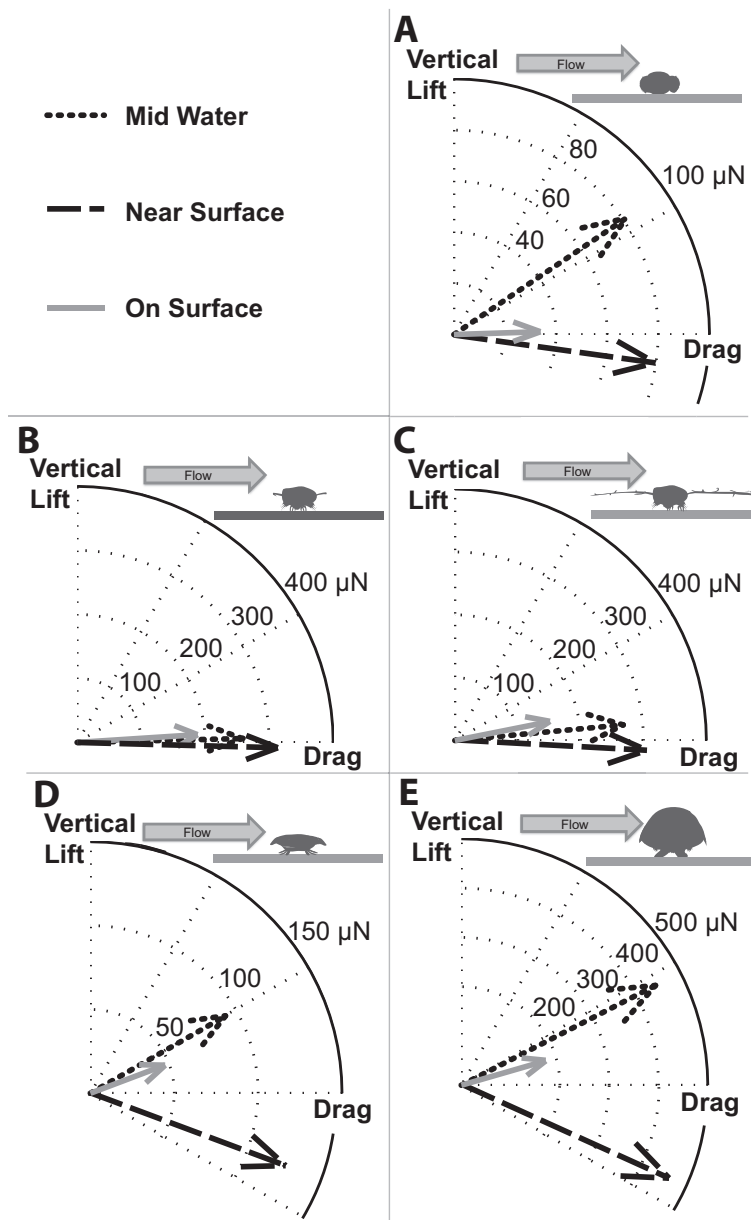 Mid Water
Near Surface
On Surface
A
Vertical
Lift
Flow
80
100 µN
60
40
Drag
B
Vertical
Lift
Flow
400 µN
300
200
100
Drag
C
Vertical
Lift
Flow
400 µN
300
200
100
Drag
D
Vertical
Lift
Flow
150 µN
100
50
Drag
E
Vertical
Lift
Flow
500 µN
400
300
200
Drag